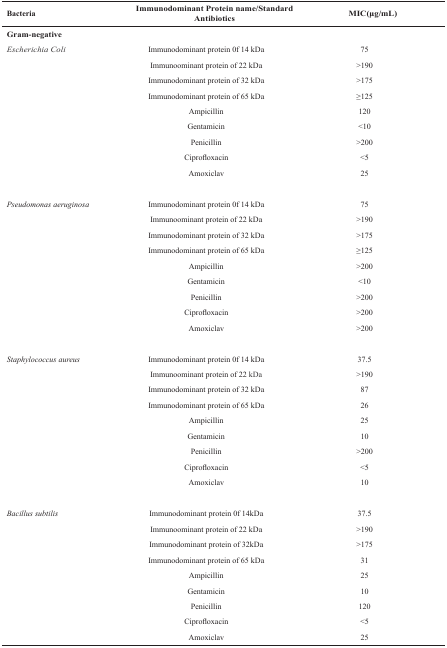 Bacteria Immunodominant Protein name/Standard Antibiotics MIC(µg/mL)
Gram-negative
Escherichia Coli Immunodominant protein 0f 14 kDa 75
Immunoominant protein of 22 kDa >190
Immunodominant protein of 32 kDa >175
Immunodominant protein of 65 kDa ≥125
Ampicillin 120
Gentamicin <10
Penicillin >200
Ciprofloxacin <5
Amoxiclav 25
Pseudomonas aeruginosa Immunodominant protein 0f 14 kDa 75
Immunoominant protein of 22 kDa >190
Immunodominant protein of 32 kDa >175
Immunodominant protein of 65 kDa ≥125
Ampicillin >200
Gentamicin <10
Penicillin >200
Ciprofloxacin >200
Amoxiclav >200
Staphylococcus aureus Immunodominant protein 0f 14 kDa 37.5
Immunoominant protein of 22 kDa >190
Immunodominant protein of 32 kDa 87
Immunodominant protein of 65 kDa 26
Ampicillin 25
Gentamicin 10
Penicillin >200
Ciprofloxacin <5
Amoxiclav 10
Bacillus subtilis Immunodominant protein 0f 14kDa 37.5
Immunoominant protein of 22 kDa >190
Immunodominant protein of 32kDa >175
Immunodominant protein of 65 kDa 31
Ampicillin 25
Gentamicin 10
Penicillin 120
Ciprofloxacin <5
Amoxiclav 25